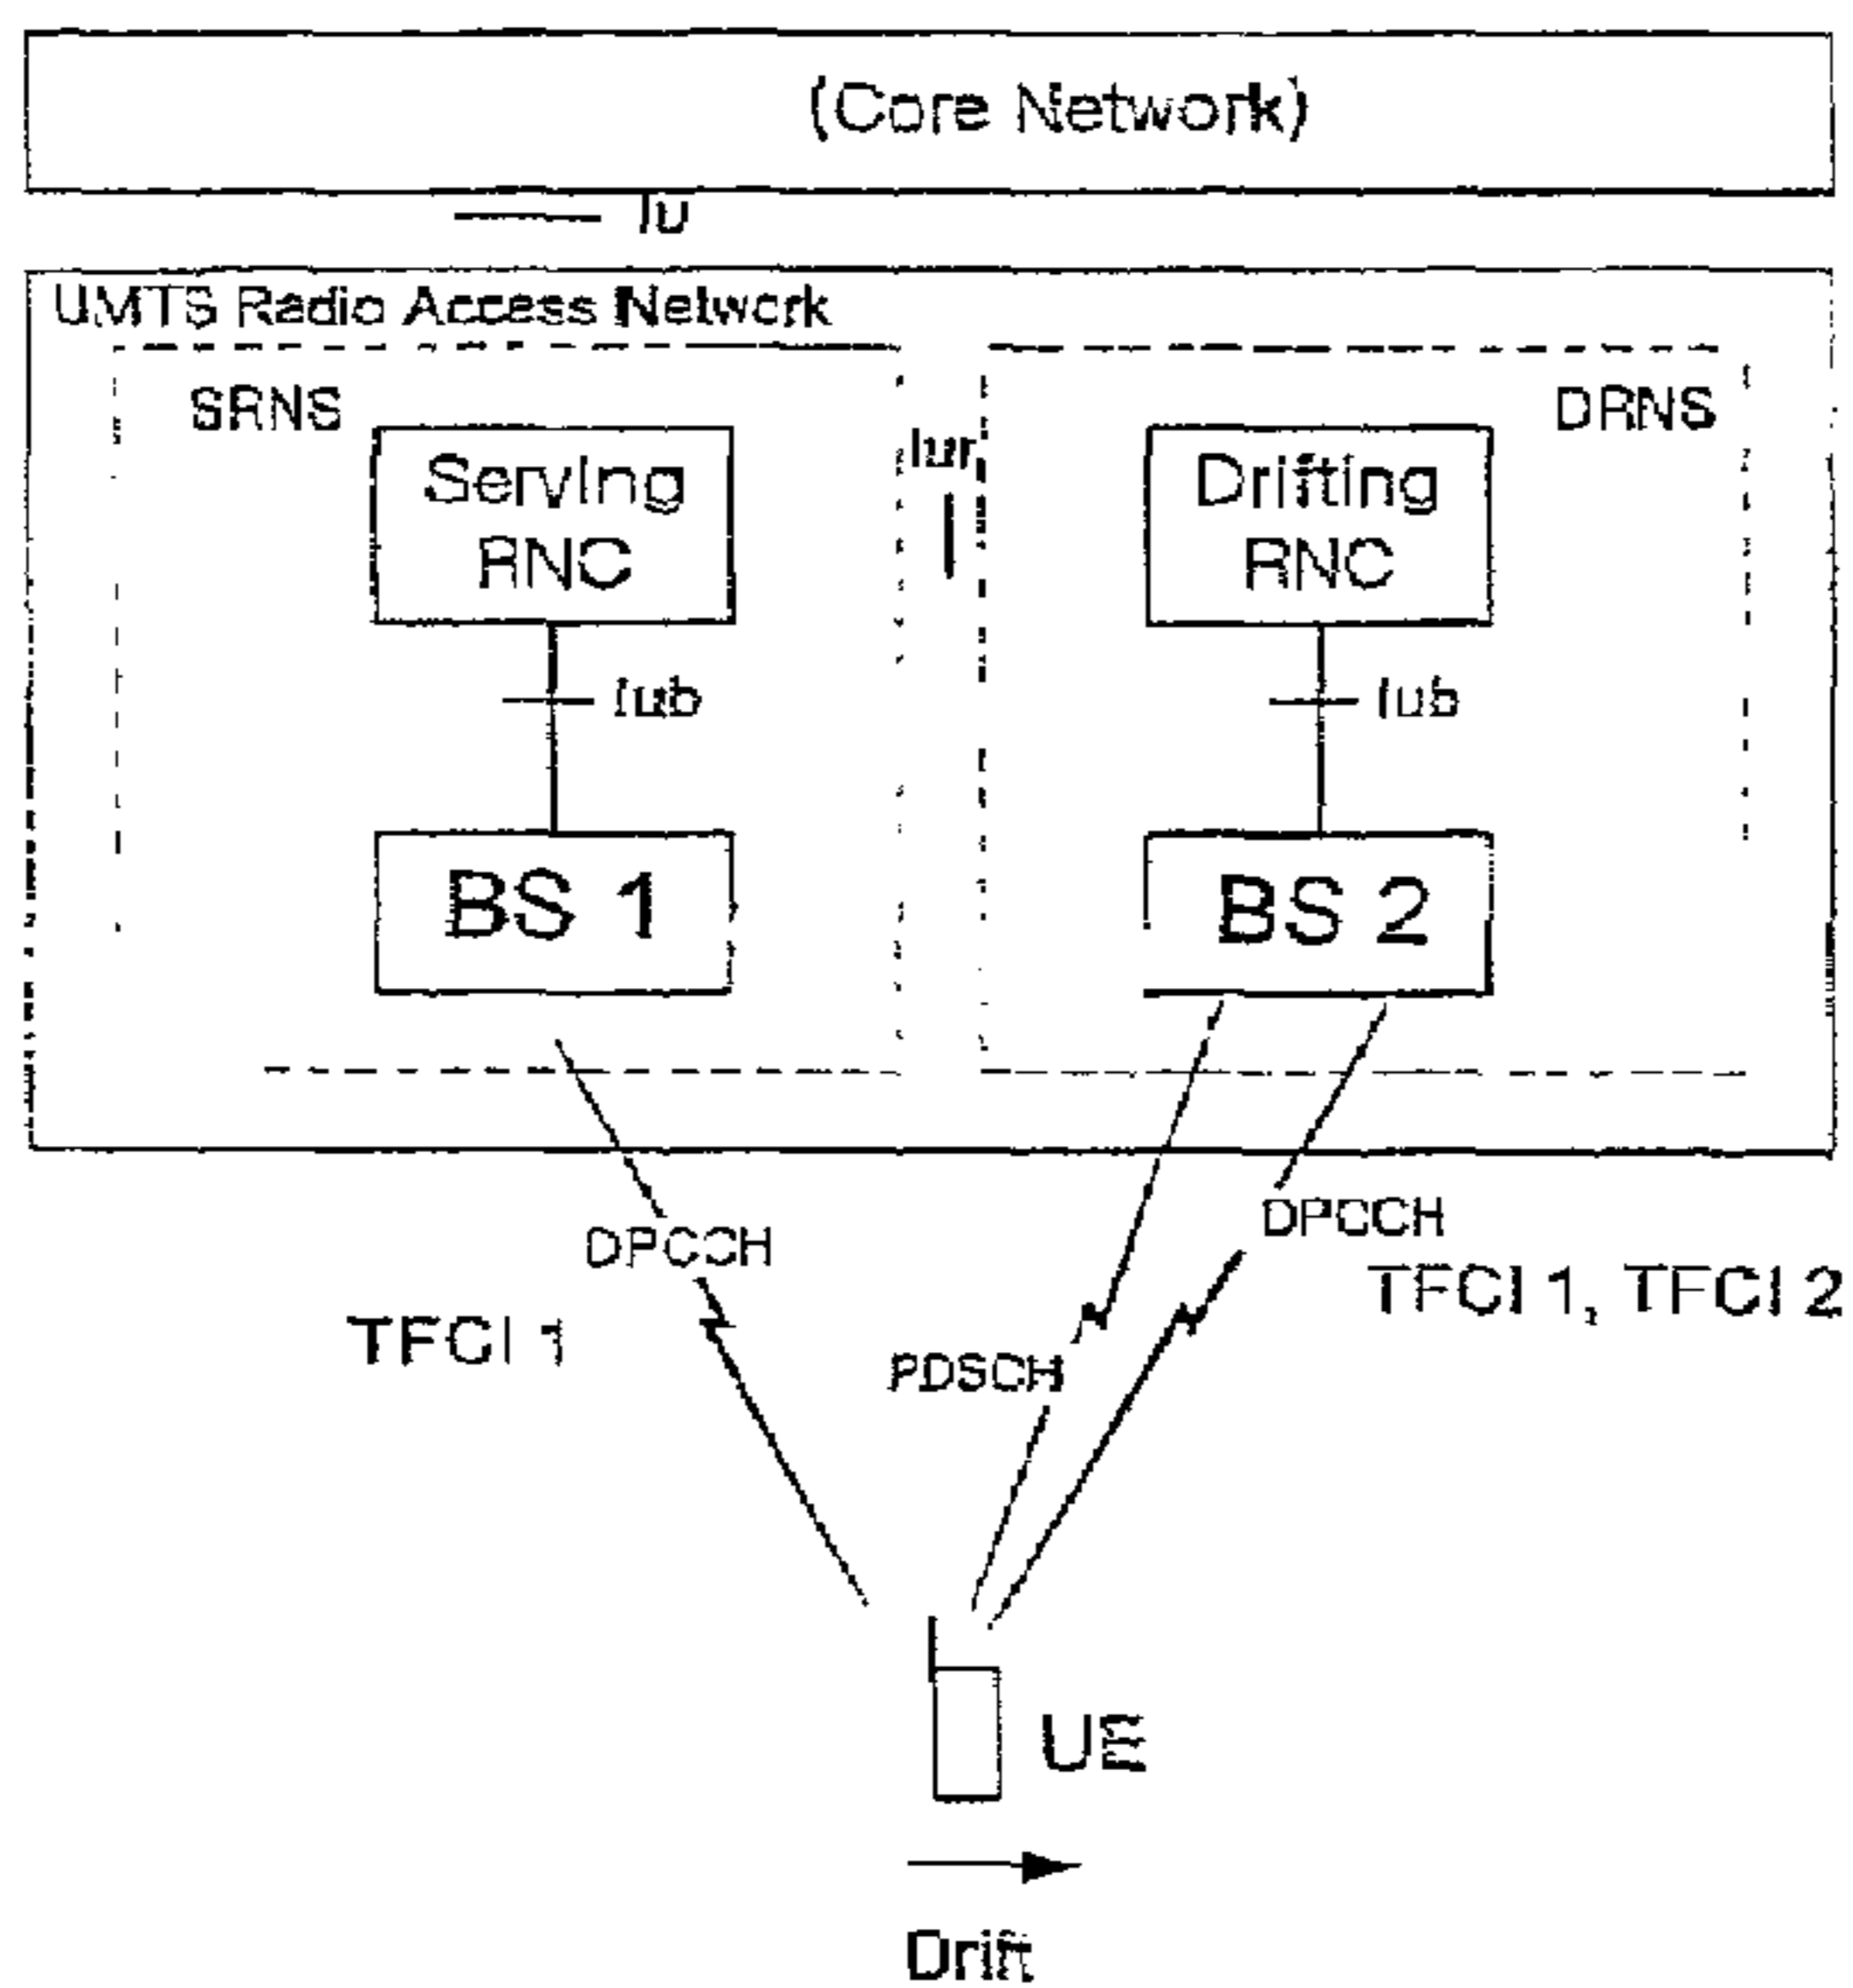 (Core Network)
Iu
UMTS Radio Access Network
SRNS
DRNS
Serving
RNC
Iur
Drifting
RNC
Iub
Iub
BS 1
BS 2
DPCCH
DPCCH
TFCI 1
TFCI 1, TFCI 2
PDSCH
UE
Drift